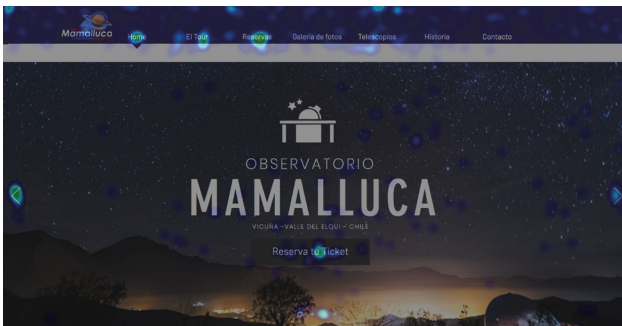 Mamalluca
Home El Tour Reservas Galería de fotos Telescopios Historia Contacto
OBSERVATORIO
MAMALLUCA
VICUÑA - VALLE DEL ELQUI - CHILE
Reserva tu Ticket